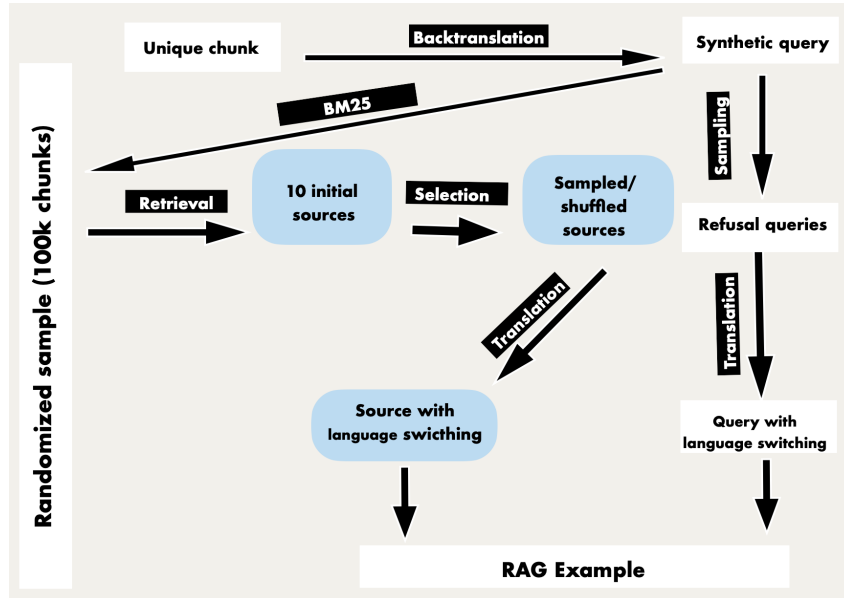 Unique chunk
Backtranslation
Synthetic query
BM25
Sampling
Randomized sample (100k chunks)
Retrieval
10 initial
sources
Selection
Sampled/
shuffled
sources
Refusal queries
Translation
Translation
Source with
language swicthing
Query with
language switching
RAG Example